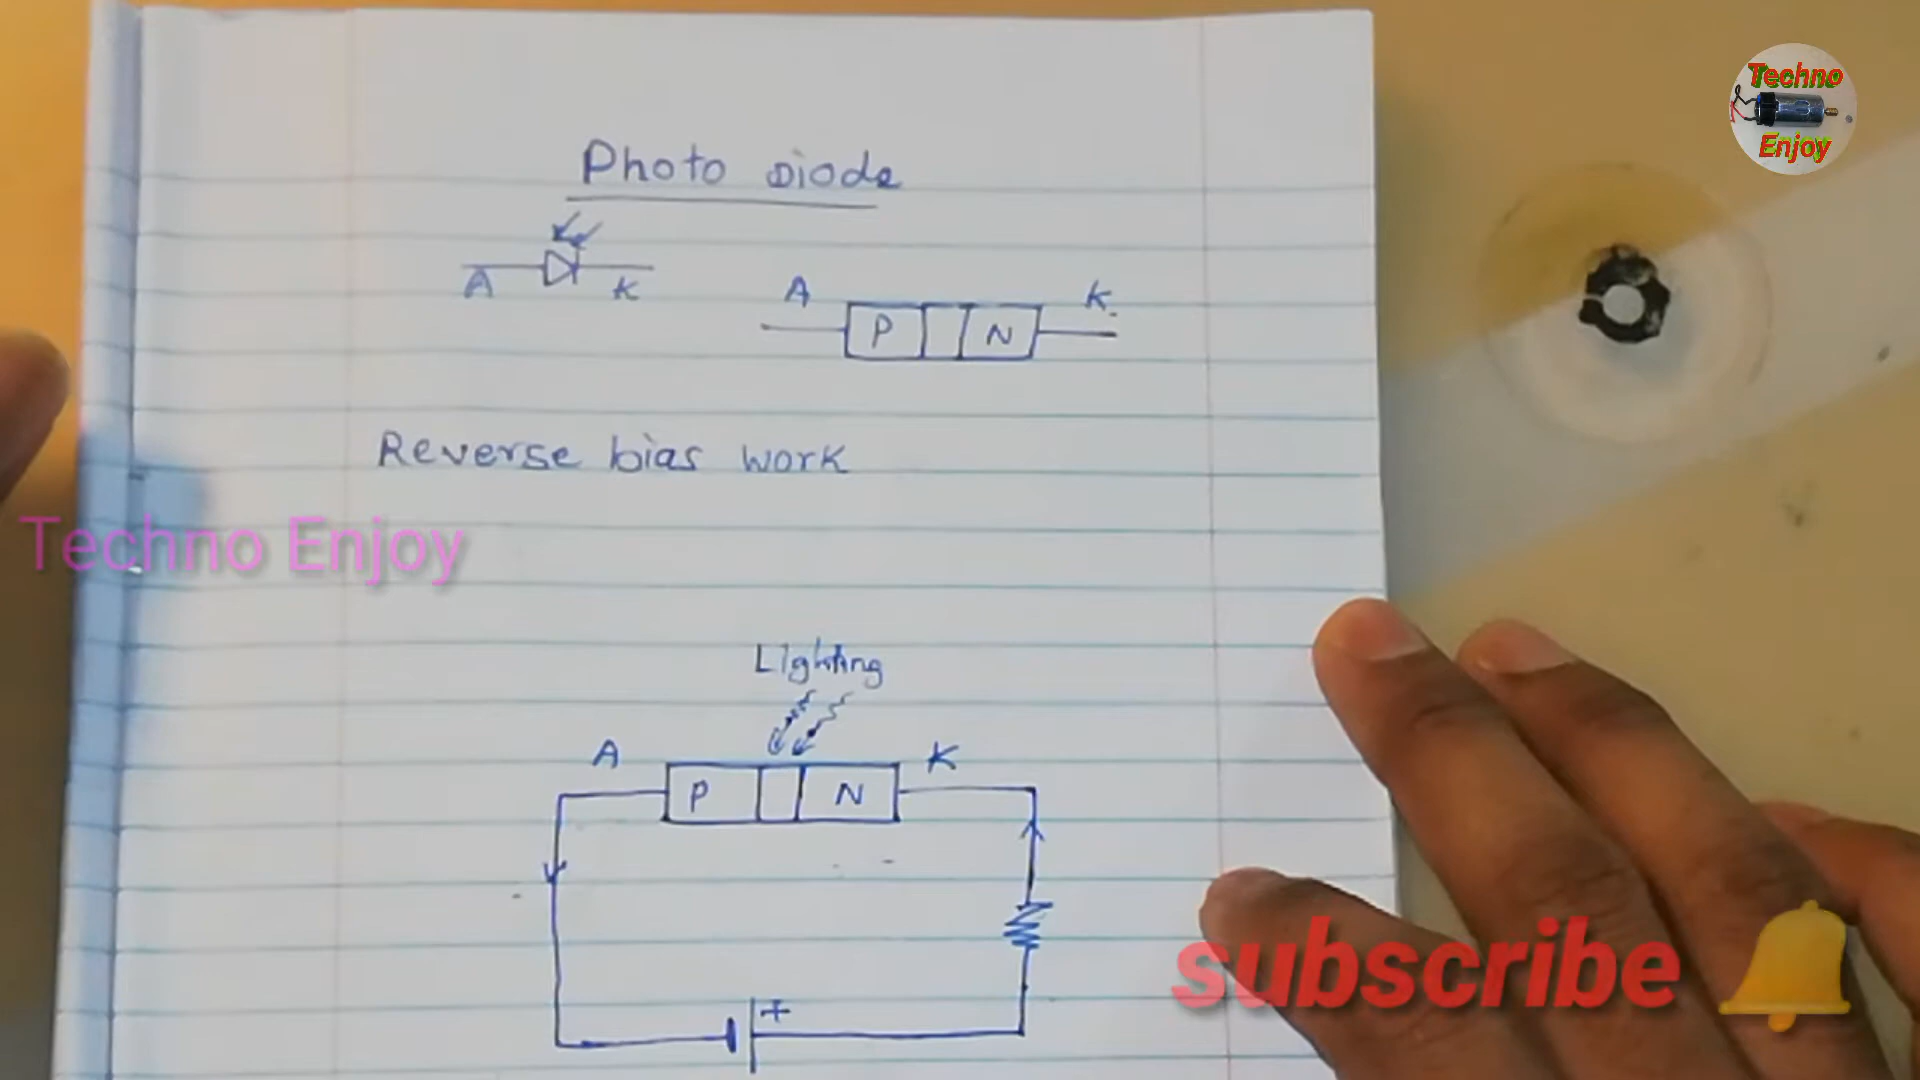 Techno
Enjoy
Photo Diode
A K
A K
P N
Reverse bias work
Techno Enjoy
Lighting
A K
P N
subscribe
+